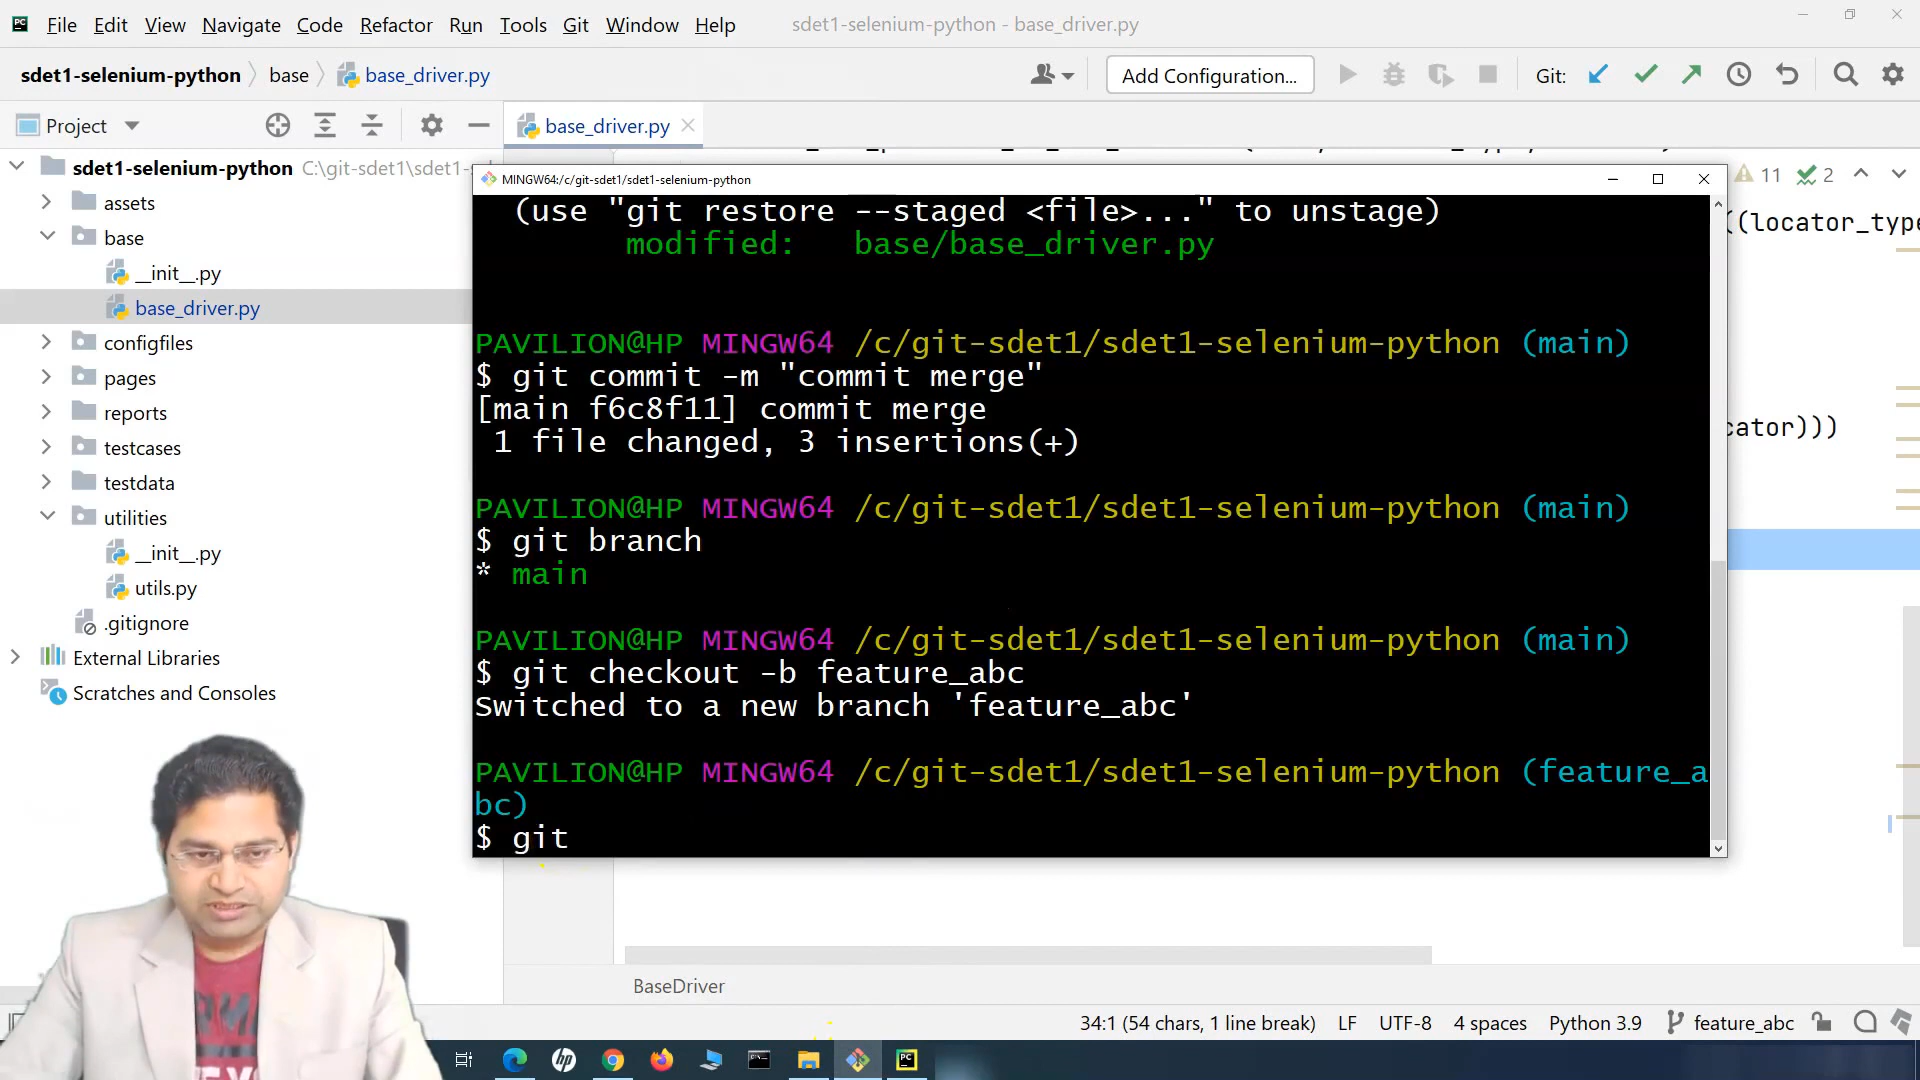 File Edit View Navigate Code Refactor Run Tools Git Window Help sdet1-selenium-python - base_driver.py
sdet1-selenium-python base base_driver.py Add Configuration... Git:
Project base_driver.py
sdet1-selenium-python C:\git-sdet1\sdet1-s
MINGW64:/c/git-sdet1/sdet1-selenium-python
11 2
assets
base
__init__.py
base_driver.py
configfiles
pages
reports
testcases
testdata
utilities
__init__.py
utils.py
.gitignore
External Libraries
Scratches and Consoles
((locator_type
cator)))
(use "git restore --staged <file>..." to unstage)
modified: base/base_driver.py
PAVILION@HP MINGW64 /c/git-sdet1/sdet1-selenium-python (main)
$ git commit -m "commit merge"
[main f6c8f11] commit merge
1 file changed, 3 insertions(+)
PAVILION@HP MINGW64 /c/git-sdet1/sdet1-selenium-python (main)
$ git branch
* main
PAVILION@HP MINGW64 /c/git-sdet1/sdet1-selenium-python (main)
$ git checkout -b feature_abc
Switched to a new branch 'feature_abc'
PAVILION@HP MINGW64 /c/git-sdet1/sdet1-selenium-python (feature_a
bc)
$ git
BaseDriver
34:1 (54 chars, 1 line break) LF UTF-8 4 spaces Python 3.9 feature_abc
hp
PC